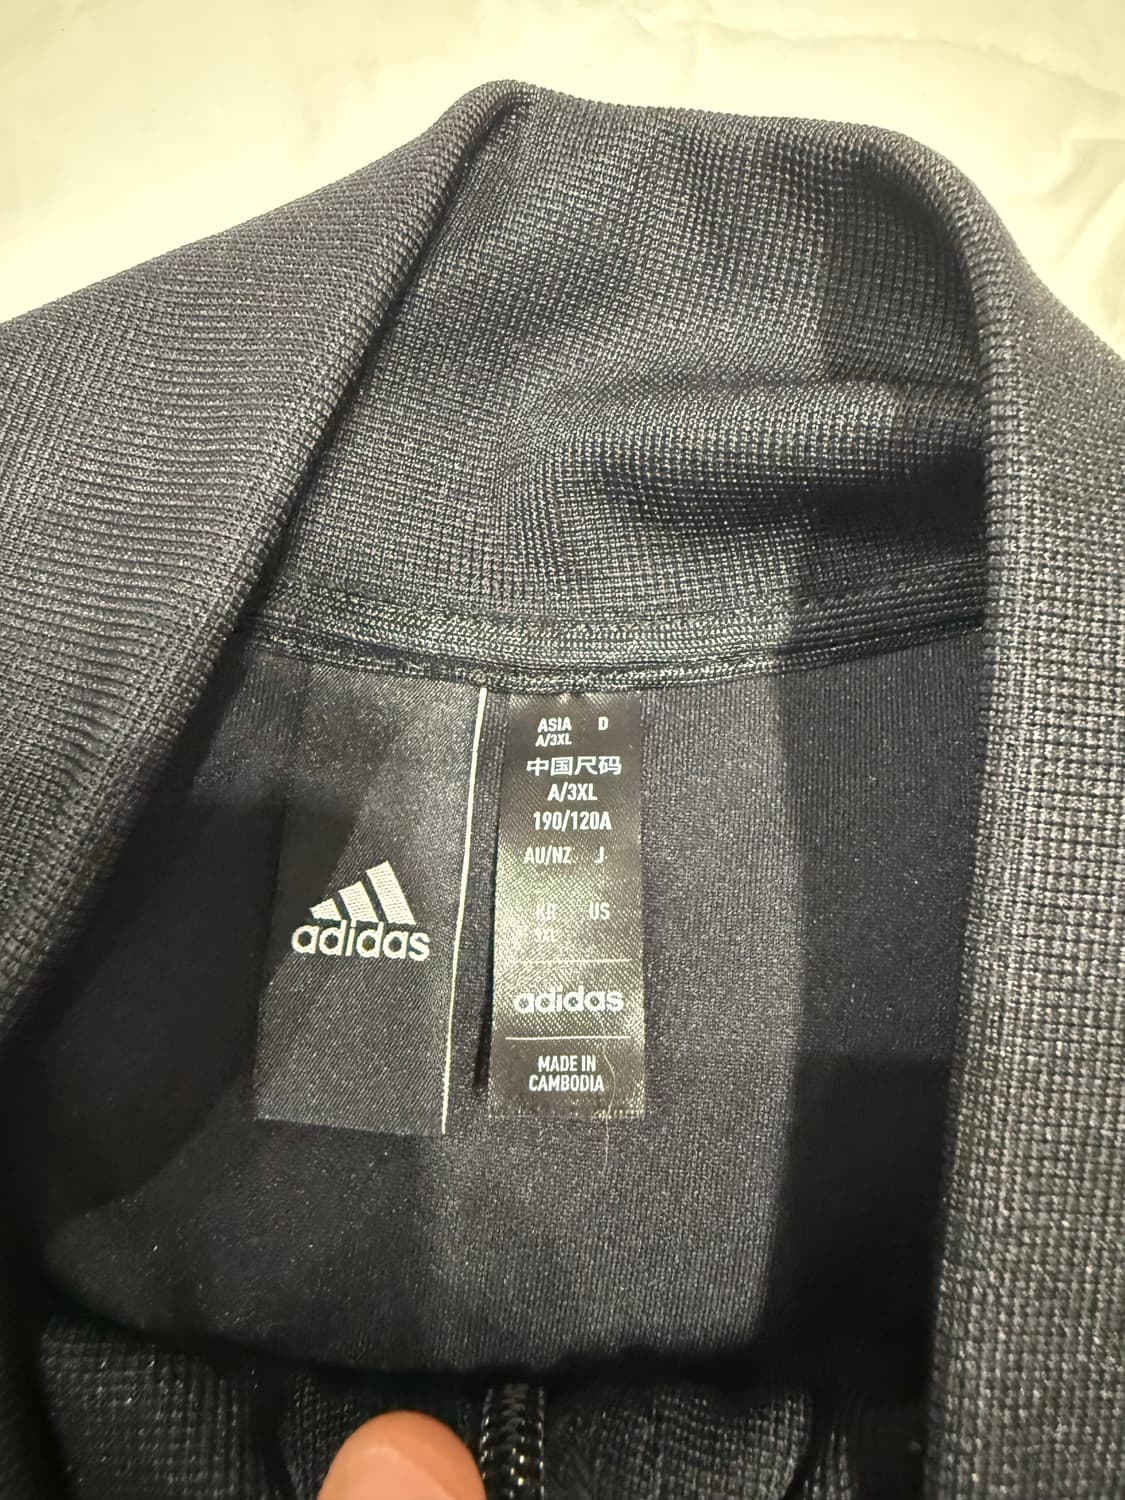 adidas
ASIA D
A/3XL
中国尺码
A/3XL
190/120A
AU/NZ J
US
adidas
MADE IN
CAMBODIA